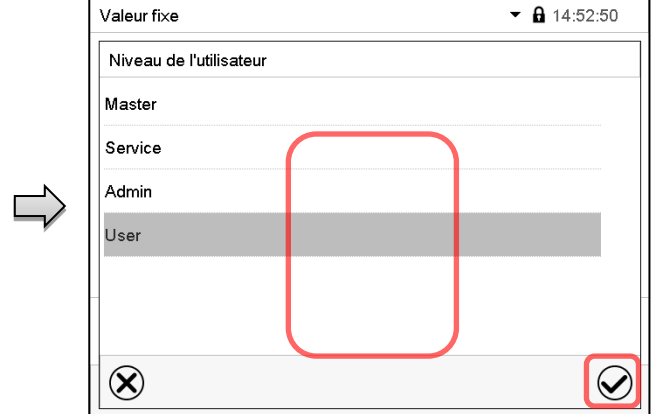 Valeur fixe 14:52:50
Niveau de l'utilisateur
Master
Service
Admin
User